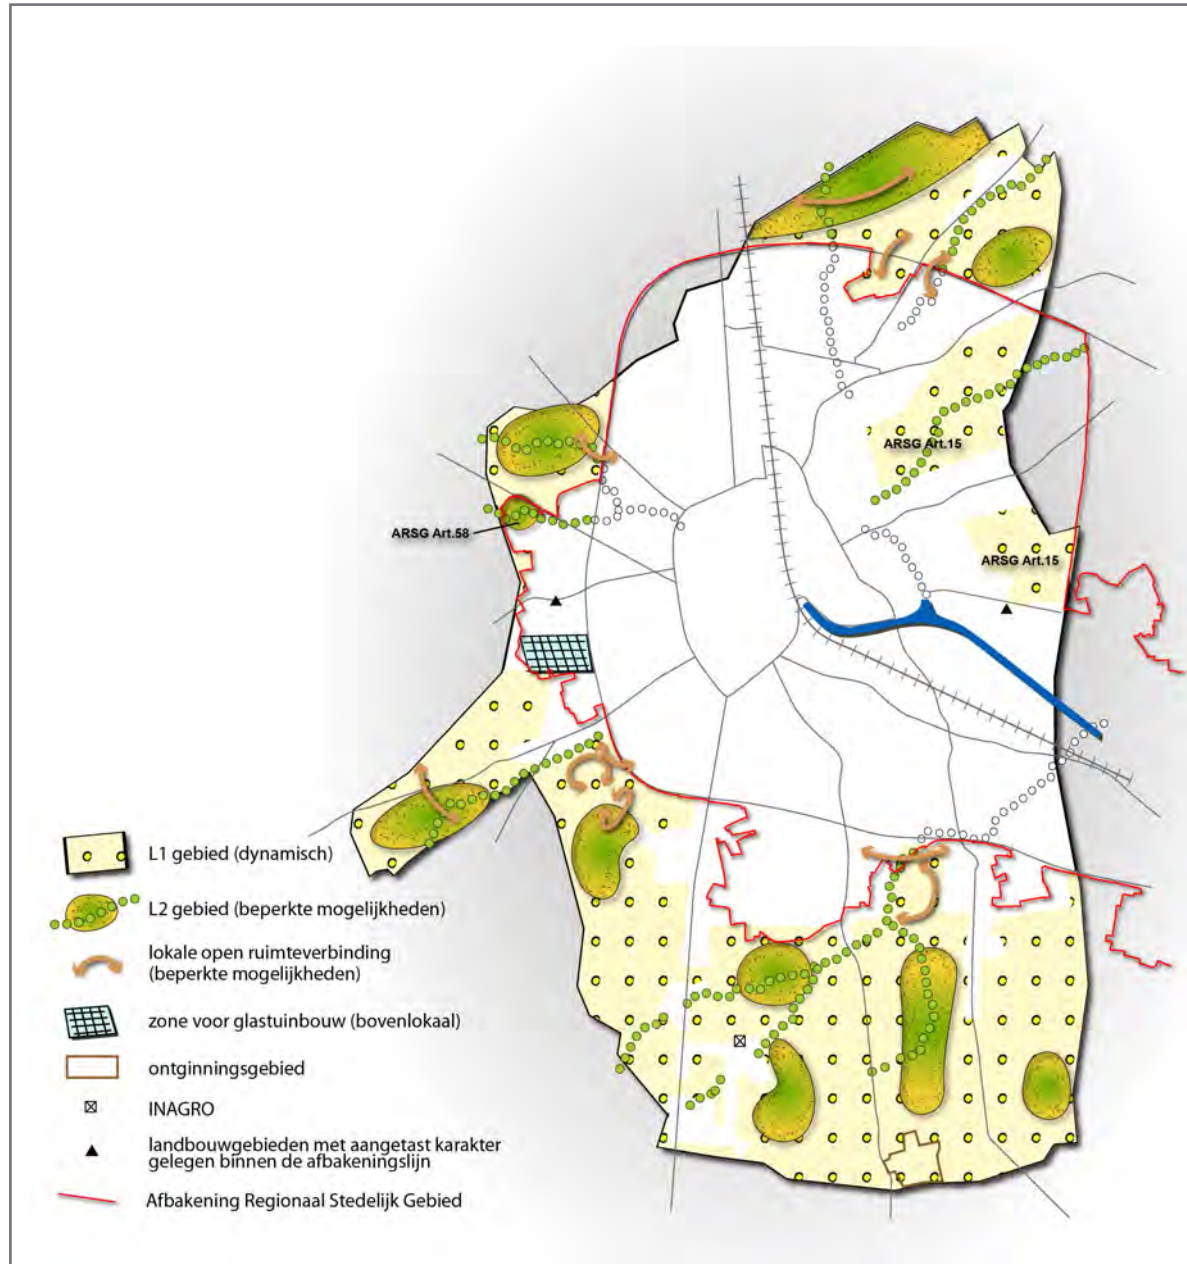 ARSG Art.15
ARSG Art.58
ARSG Art.15
L1 gebied (dynamisch)
L2 gebied (beperkte mogelijkheden)
lokale open ruimteverbinding
(beperkte mogelijkheden)
zone voor glastuinbouw (bovenlokaal)
ontginningsgebied
INAGRO
landbouwgebieden met aangetast karakter
gelegen binnen de afbakeningslijn
Afbakening Regionaal Stedelijk Gebied